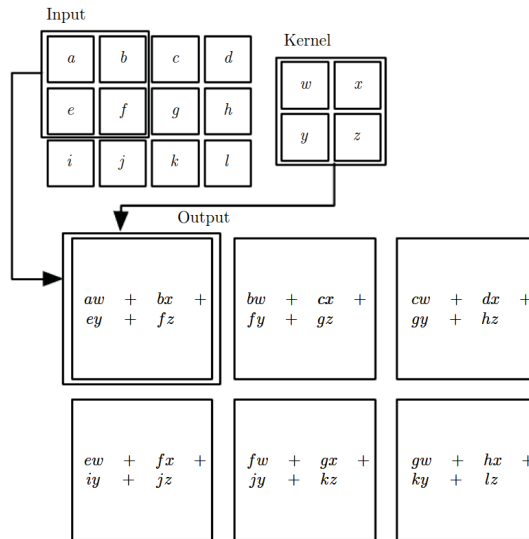 Input
Kernel
a b c d
e f g h
i j k l
w x
y z
Output
aw + bx +
ey + fz
bw + cx +
fy + gz
cw + dx +
gy + hz
ew + fx +
iy + jz
fw + gx +
jy + kz
gw + hx +
ky + lz